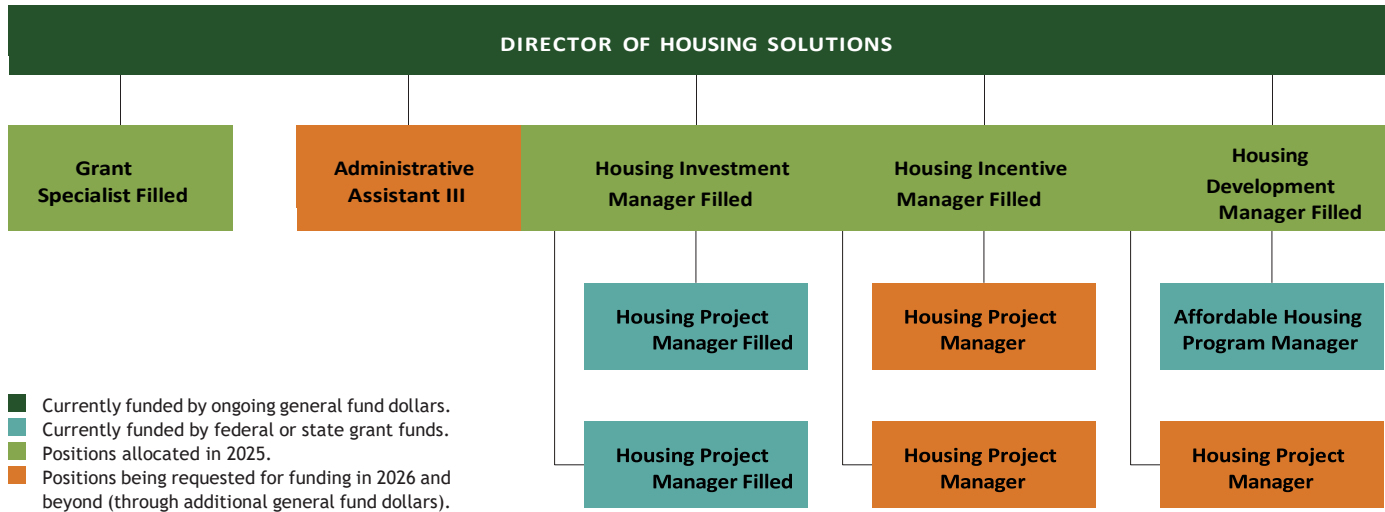 DIRECTOR OF HOUSING SOLUTIONS
Grant
Specialist Filled
Administrative
Assistant III
Housing Investment
Manager Filled
Housing Incentive
Manager Filled
Housing
Development
Manager Filled
Housing Project
Manager Filled
Housing Project
Manager
Affordable Housing
Program Manager
Housing Project
Manager Filled
Housing Project
Manager
Housing Project
Manager
Currently funded by ongoing general fund dollars.
Currently funded by federal or state grant funds.
Positions allocated in 2025.
Positions being requested for funding in 2026 and
beyond (through additional general fund dollars).